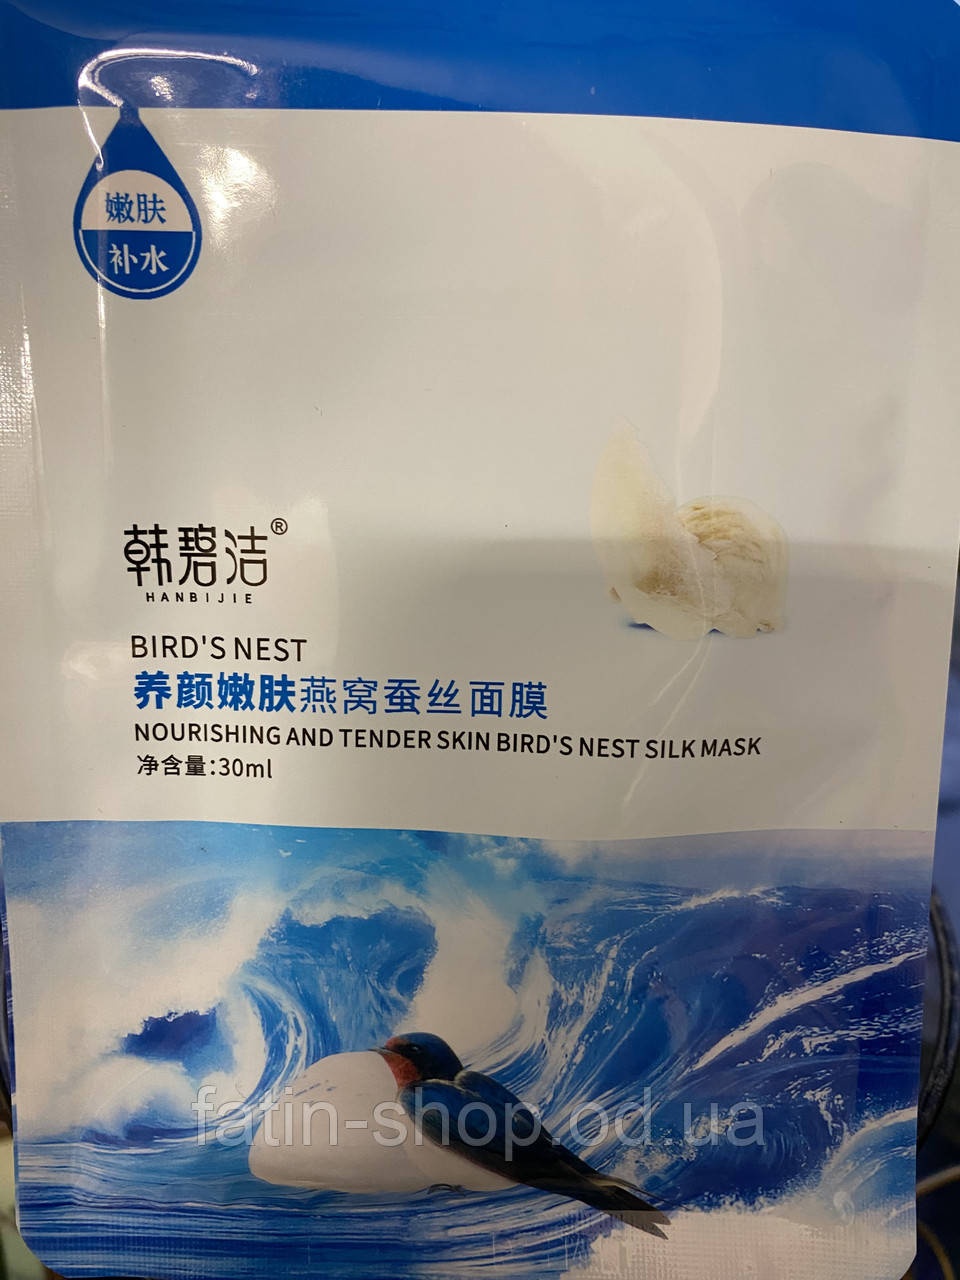 嫩肤
补水
韩碧洁®
HANBIJIE
BIRD'S NEST
养颜嫩肤燕窝蚕丝面膜
NOURISHING AND TENDER SKIN BIRD'S NEST SILK MASK
净含量:30ml
fatin-shop.od.ua